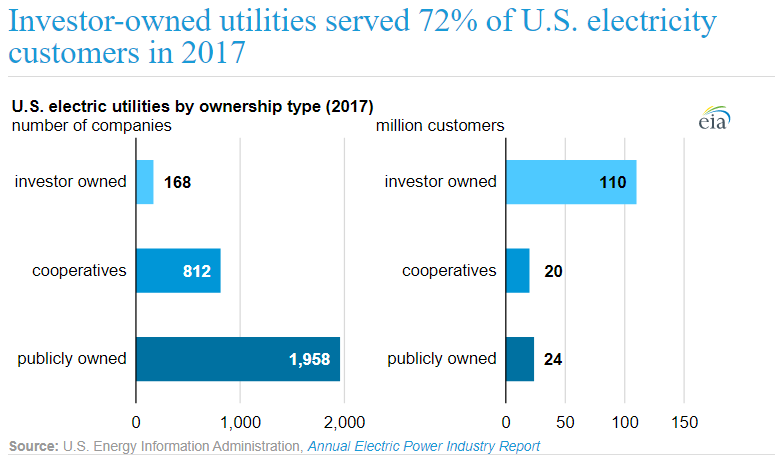 Investor-owned utilities served 72% of U.S. electricity
customers in 2017
U.S. electric utilities by ownership type (2017)
number of companies
million customers
eia
investor owned 168
cooperatives 812
publicly owned 1,958
0 1,000 2,000
investor owned 110
cooperatives 20
publicly owned 24
0 50 100 150
Source: U.S. Energy Information Administration, Annual Electric Power Industry Report